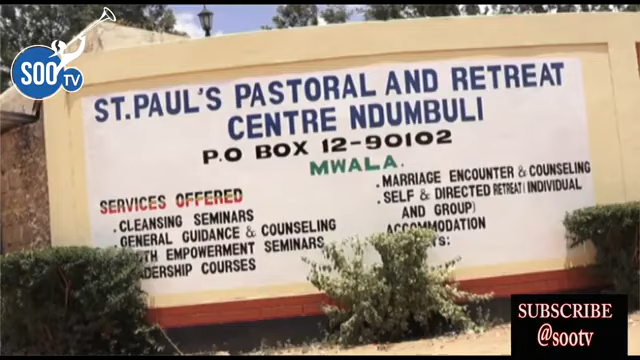 SOO TV
ST.PAUL'S PASTORAL AND RETREAT
CENTRE NDUMBULI
P.O BOX 12-90102
MWALA.
SERVICES OFFERED
. CLEANSING SEMINARS
GENERAL GUIDANCE & COUNSELING
EMPOWERMENT SEMINARS
COURSES
. MARRIAGE ENCOUNTER & COUNSELING
. SELF & DIRECTED RETREAT( INDIVIDUAL
AND GROUP)
ACCOMMODATION
SUBSCRIBE
@sootv